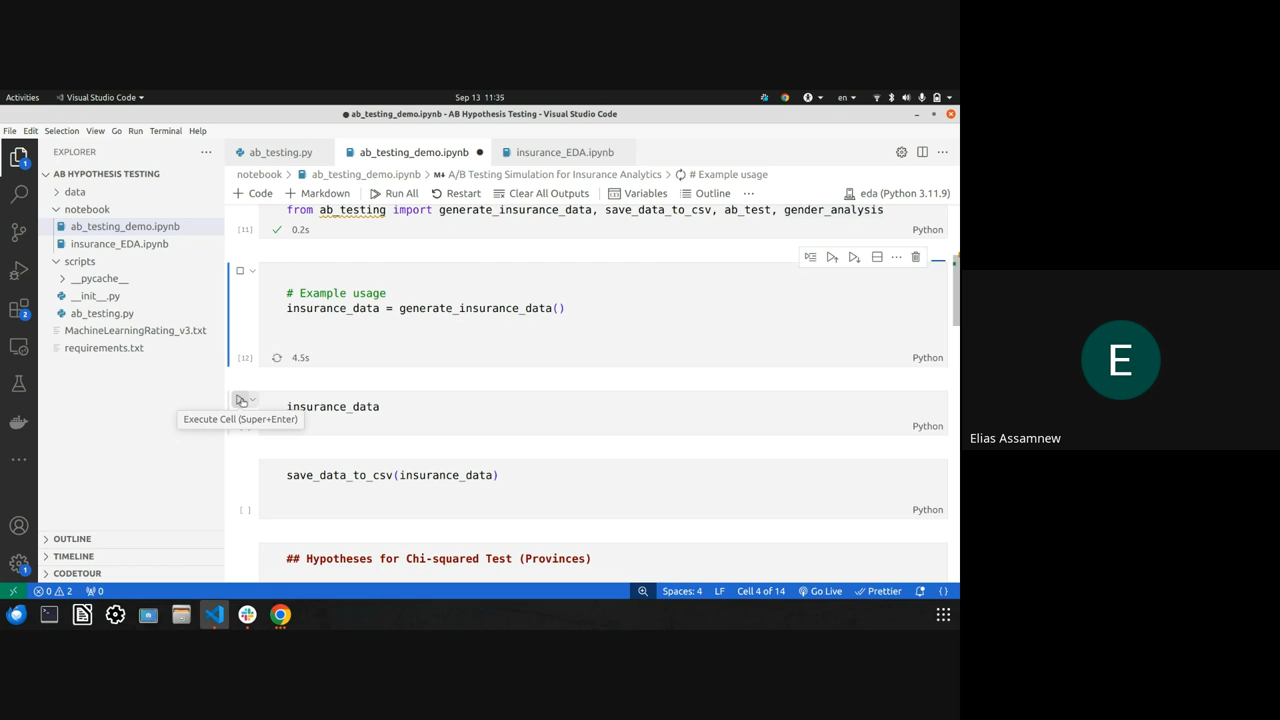 Activities
Visual Studio Code
Sep 13 11:35
en
ab_testing_demo.ipynb - AB Hypothesis Testing - Visual Studio Code
File Edit Selection View Go Run Terminal Help
EXPLORER
ab_testing.py
ab_testing_demo.ipynb
insurance_EDA.ipynb
AB HYPOTHESIS TESTING
data
notebook
ab_testing_demo.ipynb
insurance_EDA.ipynb
scripts
__pycache__
__init__.py
ab_testing.py
MachineLearningRating_v3.txt
requirements.txt
OUTLINE
TIMELINE
CODETOUR
notebook > ab_testing_demo.ipynb > A/B Testing Simulation for Insurance Analytics > # Example usage
+ Code + Markdown Run All Restart Clear All Outputs Variables Outline ... eda (Python 3.11.9)
from ab_testing import generate_insurance_data, save_data_to_csv, ab_test, gender_analysis
[11] 0.2s Python
# Example usage
insurance_data = generate_insurance_data()
[12] 4.5s Python
insurance_data
Execute Cell (Super+Enter)
Python
save_data_to_csv(insurance_data)
[ ] Python
## Hypotheses for Chi-squared Test (Provinces)
0 2 0
Spaces: 4 LF Cell 4 of 14 Go Live Prettier
E
Elias Assamnew